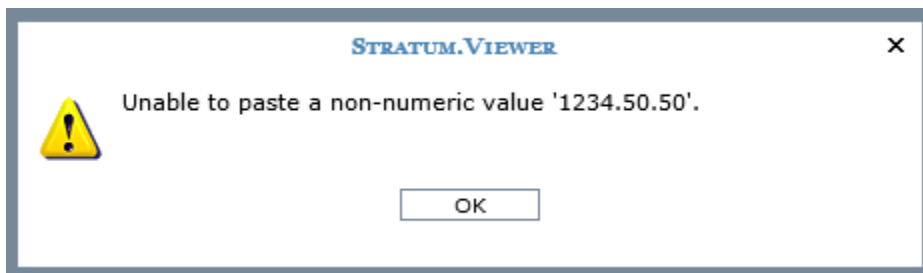 Stratum.Viewer
×
Unable to paste a non-numeric value '1234.50.50'.
OK